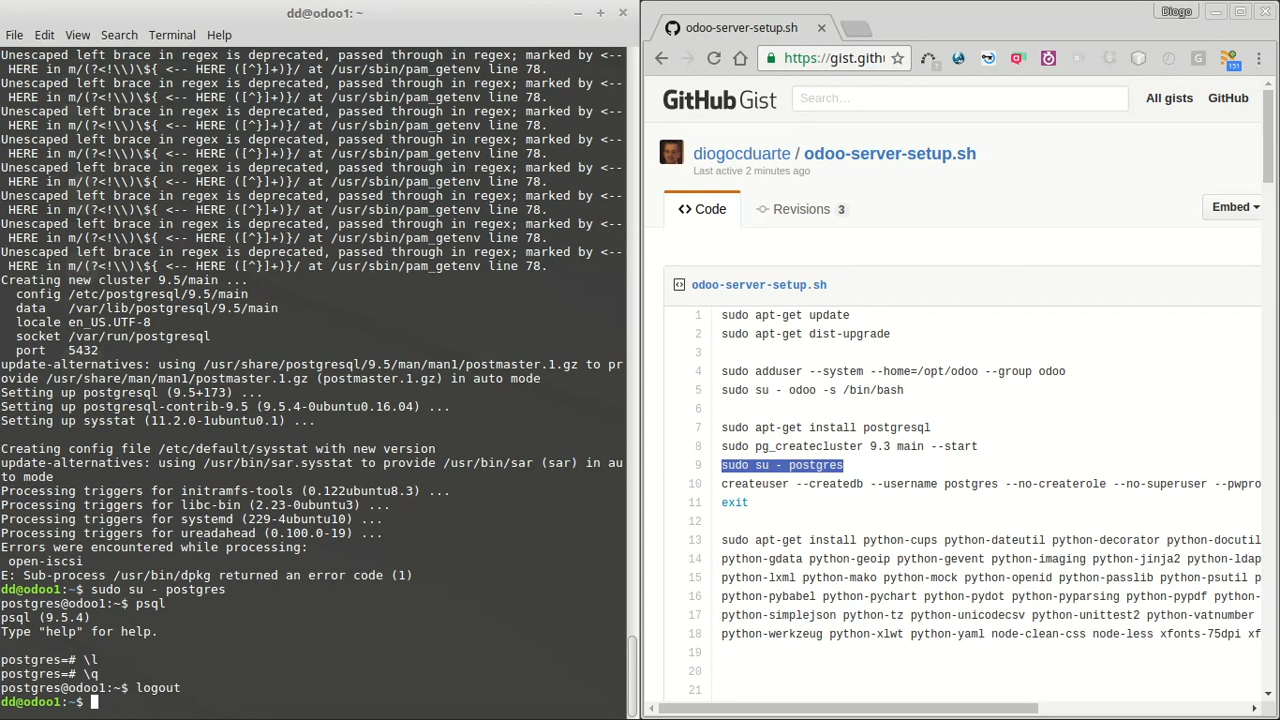 dd@odoo1: ~
File Edit View Search Terminal Help
Unescaped left brace in regex is deprecated, passed through in regex; marked by <--
 HERE in m/(?<!\\)\${ <-- HERE ([^}]+)}/ at /usr/sbin/pam_getenv line 78.
Unescaped left brace in regex is deprecated, passed through in regex; marked by <--
 HERE in m/(?<!\\)\${ <-- HERE ([^}]+)}/ at /usr/sbin/pam_getenv line 78.
Unescaped left brace in regex is deprecated, passed through in regex; marked by <--
 HERE in m/(?<!\\)\${ <-- HERE ([^}]+)}/ at /usr/sbin/pam_getenv line 78.
Unescaped left brace in regex is deprecated, passed through in regex; marked by <--
 HERE in m/(?<!\\)\${ <-- HERE ([^}]+)}/ at /usr/sbin/pam_getenv line 78.
Unescaped left brace in regex is deprecated, passed through in regex; marked by <--
 HERE in m/(?<!\\)\${ <-- HERE ([^}]+)}/ at /usr/sbin/pam_getenv line 78.
Unescaped left brace in regex is deprecated, passed through in regex; marked by <--
 HERE in m/(?<!\\)\${ <-- HERE ([^}]+)}/ at /usr/sbin/pam_getenv line 78.
Unescaped left brace in regex is deprecated, passed through in regex; marked by <--
 HERE in m/(?<!\\)\${ <-- HERE ([^}]+)}/ at /usr/sbin/pam_getenv line 78.
Unescaped left brace in regex is deprecated, passed through in regex; marked by <--
 HERE in m/(?<!\\)\${ <-- HERE ([^}]+)}/ at /usr/sbin/pam_getenv line 78.
Creating new cluster 9.5/main ...
  config /etc/postgresql/9.5/main
  data   /var/lib/postgresql/9.5/main
  locale en_US.UTF-8
  socket /var/run/postgresql
  port   5432
update-alternatives: using /usr/share/postgresql/9.5/man/man1/postmaster.1.gz to pr
ovide /usr/share/man/man1/postmaster.1.gz (postmaster.1.gz) in auto mode
Setting up postgresql (9.5+173) ...
Setting up postgresql-contrib-9.5 (9.5.4-0ubuntu0.16.04) ...
Setting up sysstat (11.2.0-1ubuntu0.1) ...

Creating config file /etc/default/sysstat with new version
update-alternatives: using /usr/bin/sar.sysstat to provide /usr/bin/sar (sar) in au
to mode
Processing triggers for initramfs-tools (0.122ubuntu8.3) ...
Processing triggers for libc-bin (2.23-0ubuntu3) ...
Processing triggers for systemd (229-4ubuntu10) ...
Processing triggers for ureadahead (0.100.0-19) ...
Errors were encountered while processing:
 open-iscsi
E: Sub-process /usr/bin/dpkg returned an error code (1)
dd@odoo1:~$ sudo su - postgres
postgres@odoo1:~$ psql
psql (9.5.4)
Type "help" for help.

postgres=# \l
postgres=# \q
postgres@odoo1:~$ logout
dd@odoo1:~$
Diogo
odoo-server-setup.sh
https://gist.gith
151
GitHub Gist
Search...
All gists GitHub
diogocduarte / odoo-server-setup.sh
Last active 2 minutes ago
<> Code
Revisions 3
Embed
odoo-server-setup.sh
1 sudo apt-get update
2 sudo apt-get dist-upgrade
3
4 sudo adduser --system --home=/opt/odoo --group odoo
5 sudo su - odoo -s /bin/bash
6
7 sudo apt-get install postgresql
8 sudo pg_createcluster 9.3 main --start
9 sudo su - postgres
10 createuser --createdb --username postgres --no-createrole --no-superuser --pwpro
11 exit
12
13 sudo apt-get install python-cups python-dateutil python-decorator python-docutil
14 python-gdata python-geoip python-gevent python-imaging python-jinja2 python-ldap
15 python-lxml python-mako python-mock python-openid python-passlib python-psutil p
16 python-pybabel python-pychart python-pydot python-pyparsing python-pypdf python-
17 python-simplejson python-tz python-unicodecsv python-unittest2 python-vatnumber
18 python-werkzeug python-xlwt python-yaml node-clean-css node-less xfonts-75dpi xf
19
20
21